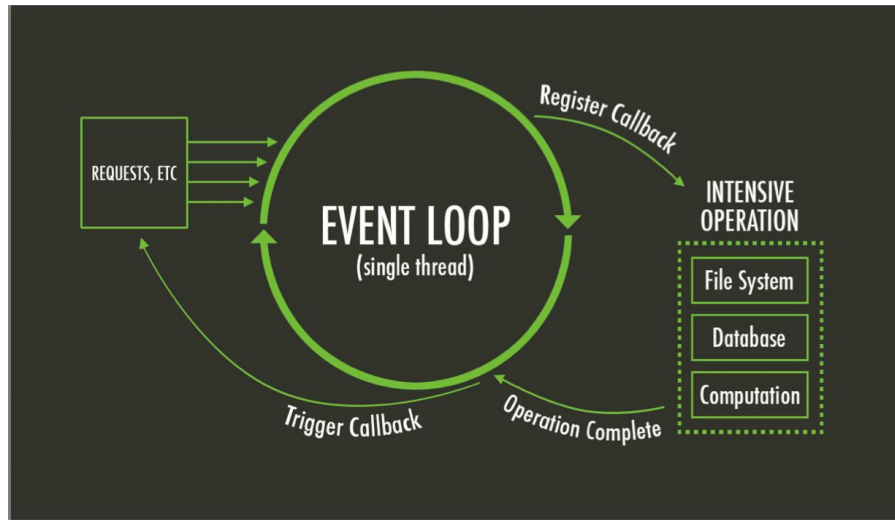 REQUESTS, ETC
EVENT LOOP
(single thread)
Register Callback
INTENSIVE
OPERATION
File System
Database
Computation
Operation Complete
Trigger Callback